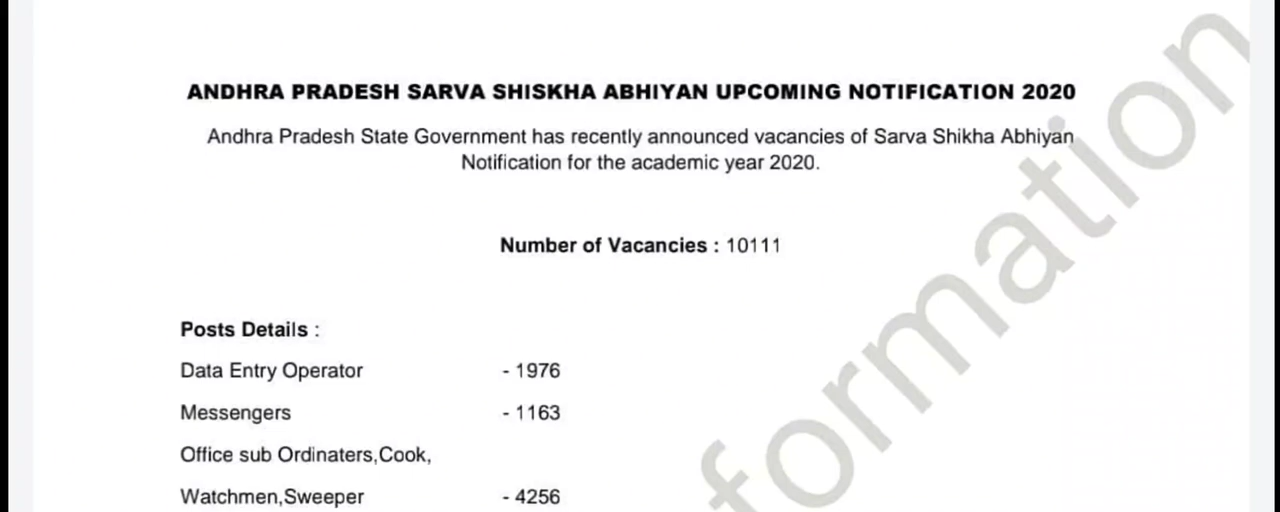 ANDHRA PRADESH SARVA SHISKHA ABHIYAN UPCOMING NOTIFICATION 2020
Andhra Pradesh State Government has recently announced vacancies of Sarva Shikha Abhiyan
Notification for the academic year 2020.
Number of Vacancies : 10111
Posts Details :
Data Entry Operator - 1976
Messengers - 1163
Office sub Ordinaters,Cook,
Watchmen,Sweeper - 4256
formation